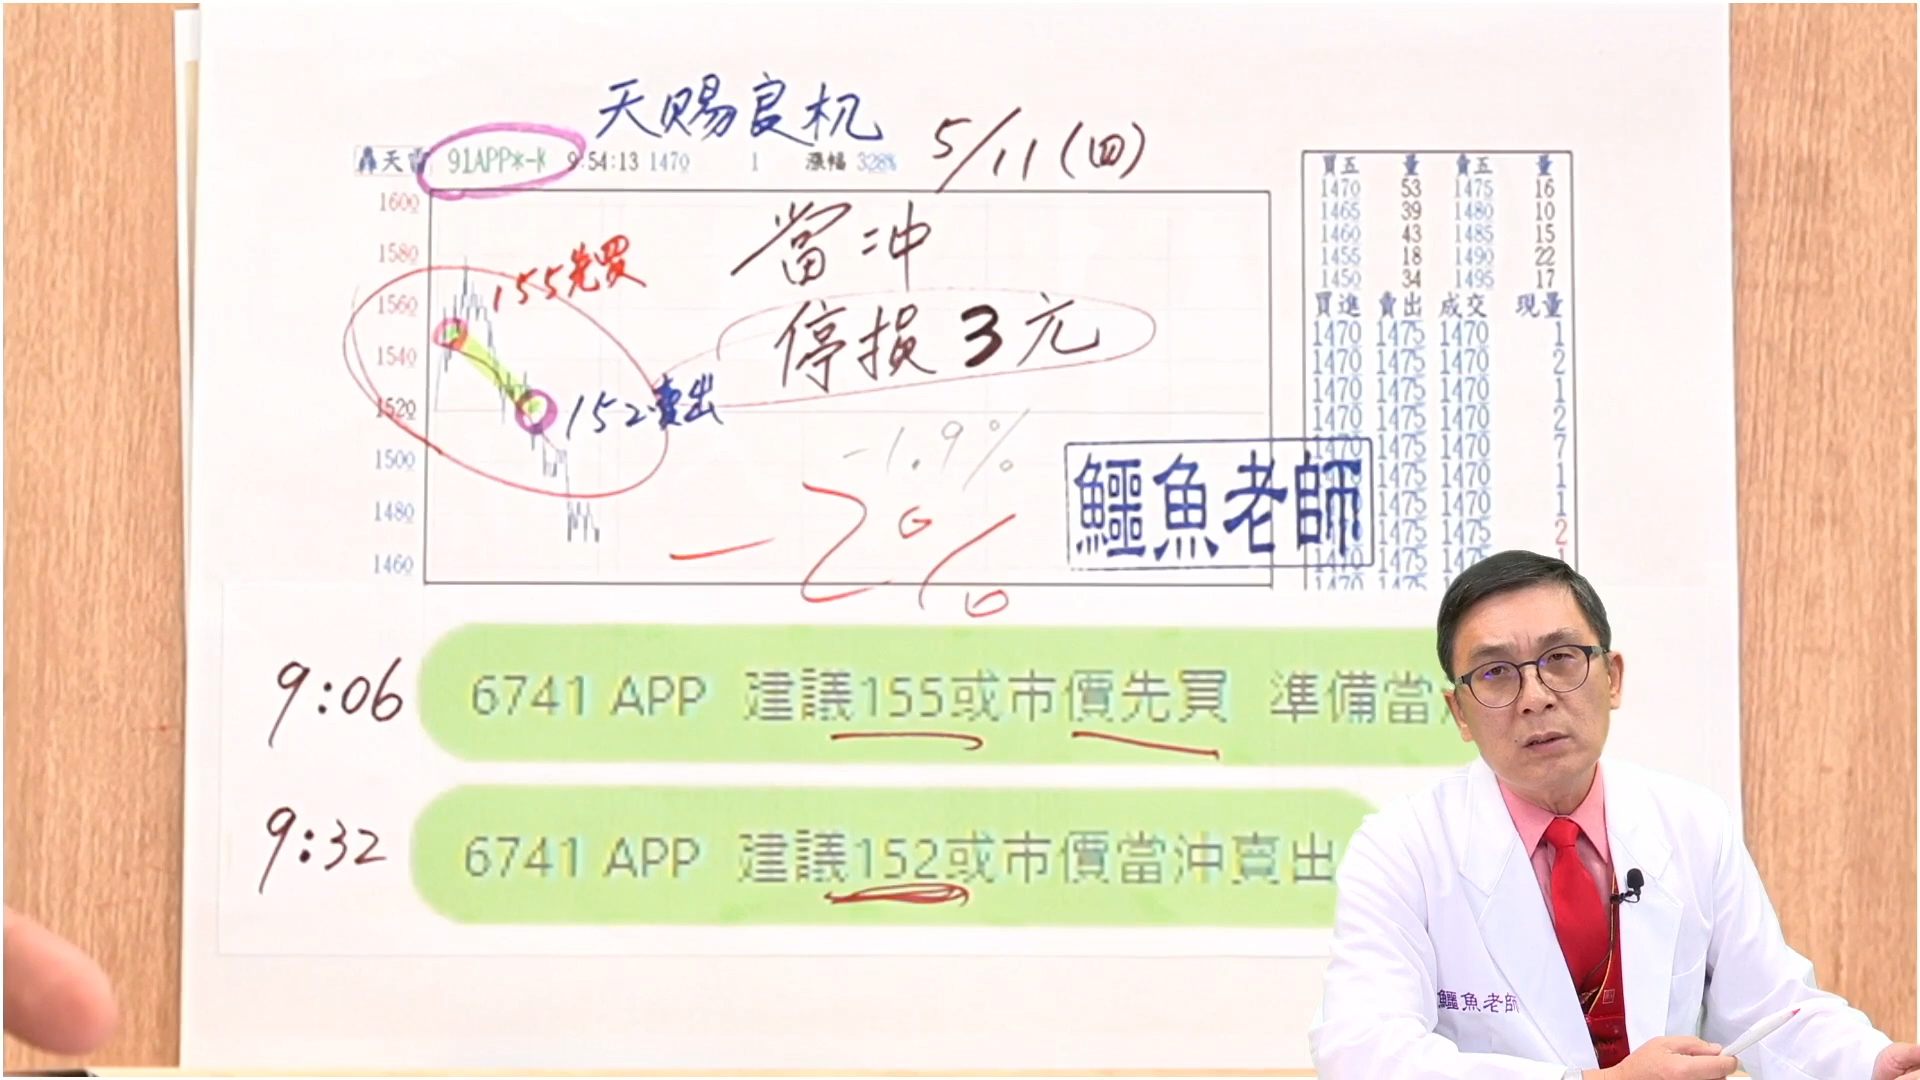 天賜良机
5/11(四)
轟天雷 91APP*-K 9:54:13 1470 1 漲幅 328%
1600
1580
1560
1540
1520
1500
1480
1460
155先買
152賣出
當冲
停損3元
-1.9%
-2%
買五 量 賣五 量
1470 53 1475 16
1465 39 1480 10
1460 43 1485 15
1455 18 1490 22
1450 34 1495 17
買進 賣出 成交 現量
1470 1475 1470 1
1470 1475 1470 2
1470 1475 1470 1
1470 1475 1470 2
1470 1475 1470 7
1475 1470 1
1475 1470 1
1475 1475 2
1470 1475
1470 1475
鱷魚老師
9:06 6741 APP 建議155或市價先買 準備當
9:32 6741 APP 建議152或市價當沖賣出
鱷魚老師